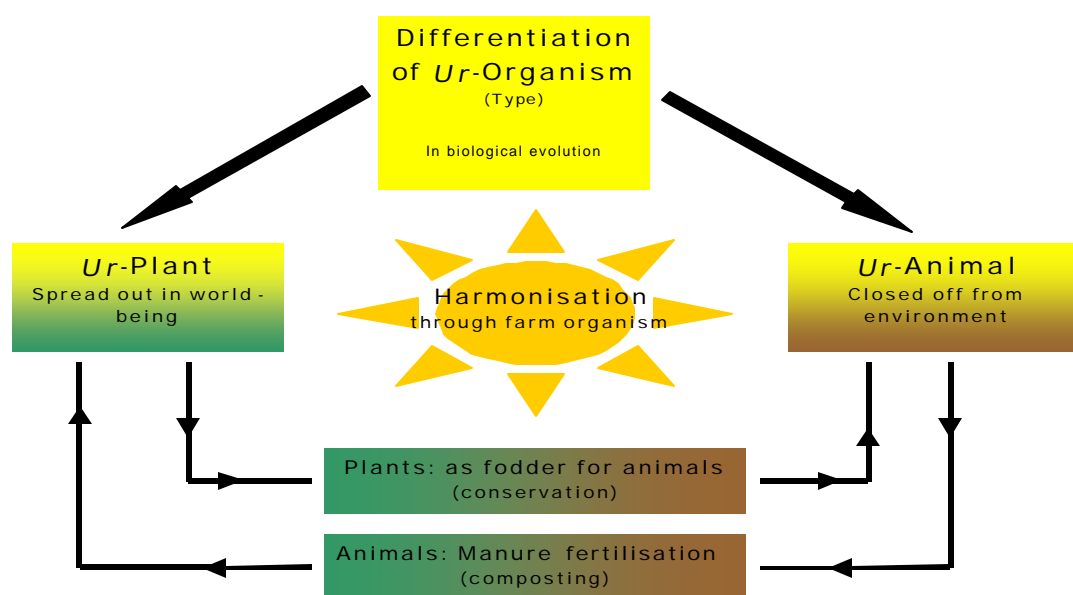 Differentiation
of Ur-Organism
(Type)
In biological evolution
Ur-Plant
Spread out in world -
being
Harmonisation
through farm organism
Ur-Animal
Closed off from
environment
Plants: as fodder for animals
(conservation)
Animals: Manure fertilisation
(composting)